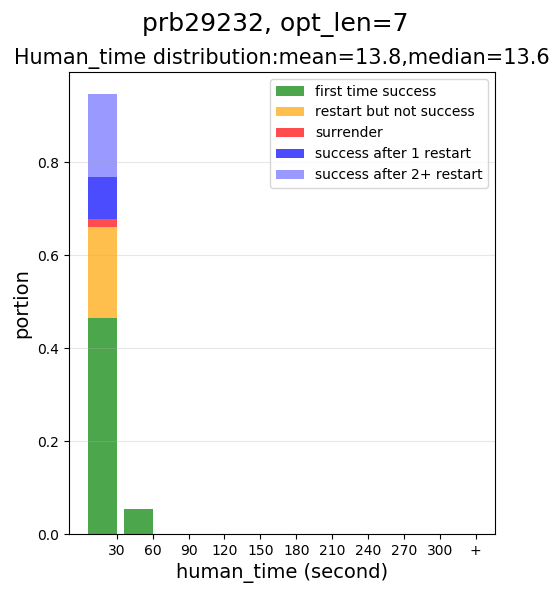 prb29232, opt_len=7
Human_time distribution:mean=13.8,median=13.6
first time success
restart but not success
surrender
success after 1 restart
success after 2+ restart
portion
0.8
0.6
0.4
0.2
0.0
30 60 90 120 150 180 210 240 270 300 +
human_time (second)